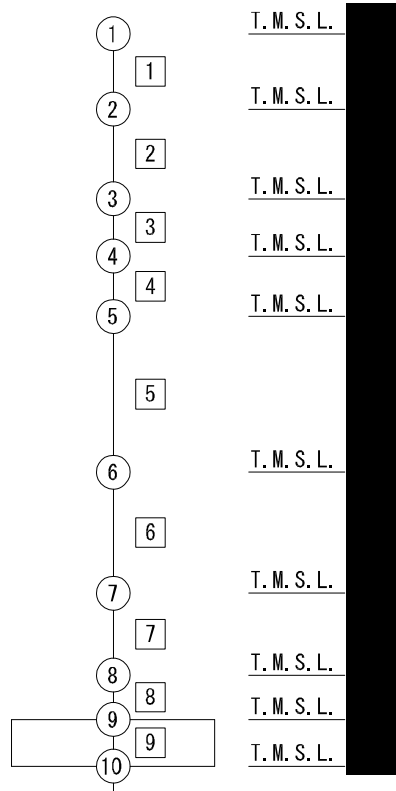 ① T.M.S.L.
1
② T.M.S.L.
2
③ T.M.S.L.
3
④ T.M.S.L.
4
⑤ T.M.S.L.
5
⑥ T.M.S.L.
6
⑦ T.M.S.L.
7
⑧ T.M.S.L.
8
⑨ T.M.S.L.
9
⑩ T.M.S.L.